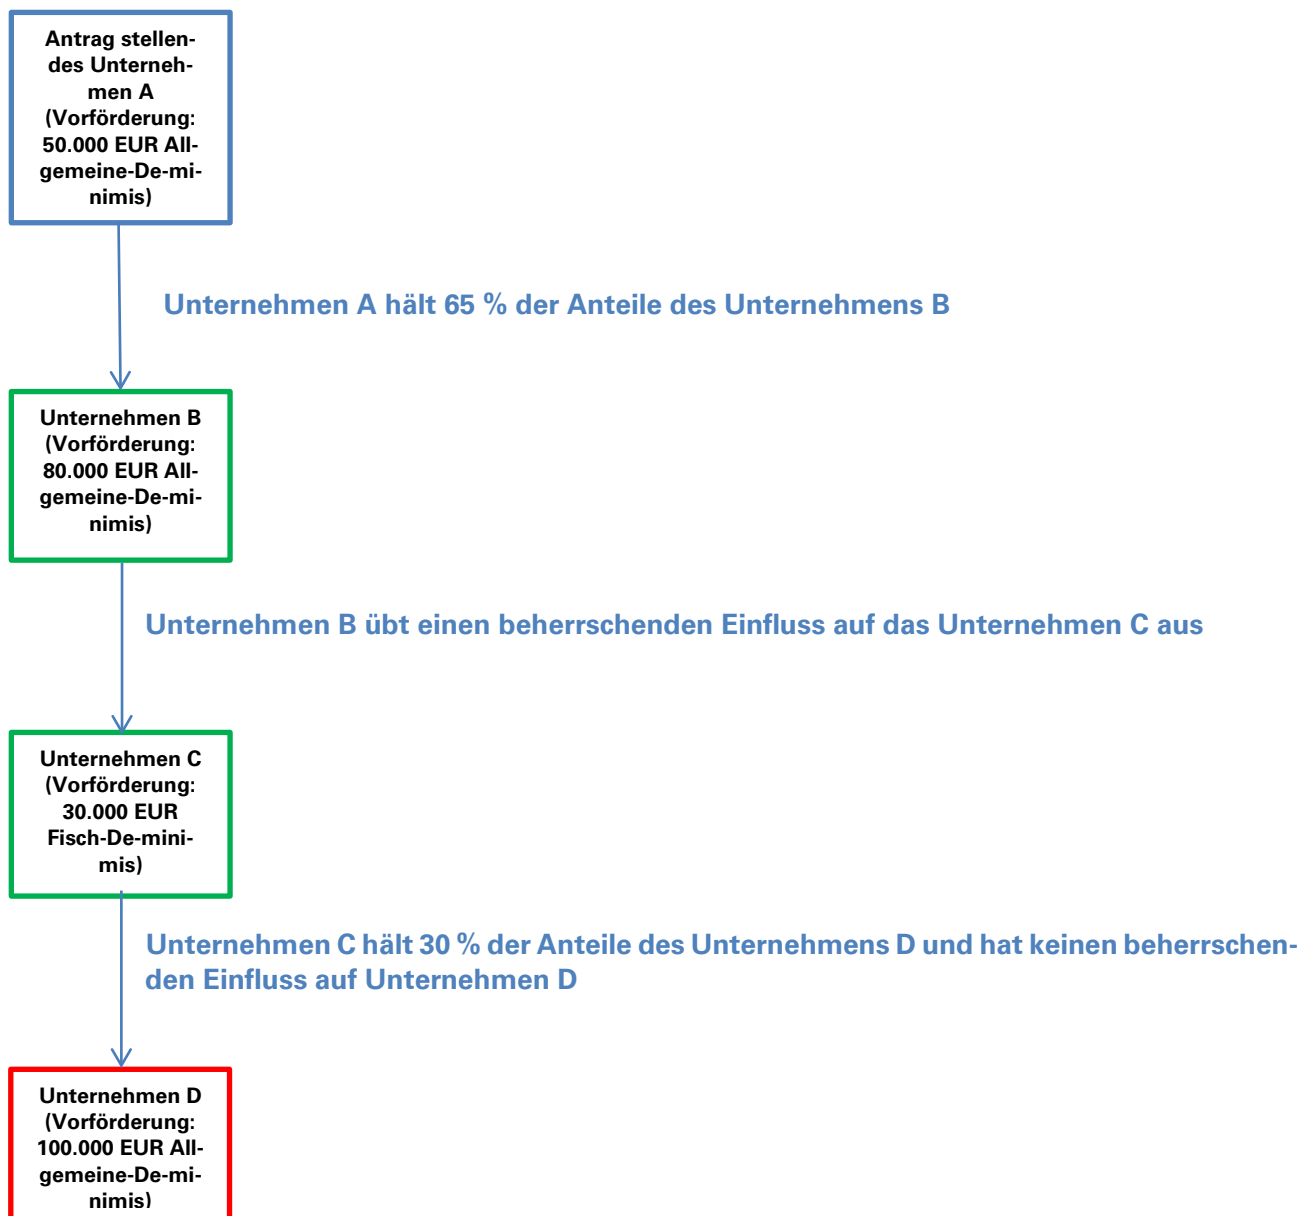 Antrag stellen-
des Unterneh-
men A
(Vorförderung:
50.000 EUR All-
gemeine-De-mi-
nimis)
Unternehmen A hält 65 % der Anteile des Unternehmens B
Unternehmen B
(Vorförderung:
80.000 EUR All-
gemeine-De-mi-
nimis)
Unternehmen B übt einen beherrschenden Einfluss auf das Unternehmen C aus
Unternehmen C
(Vorförderung:
30.000 EUR
Fisch-De-mini-
mis)
Unternehmen C hält 30 % der Anteile des Unternehmens D und hat keinen beherrschen-
den Einfluss auf Unternehmen D
Unternehmen D
(Vorförderung:
100.000 EUR All-
gemeine-De-mi-
nimis)